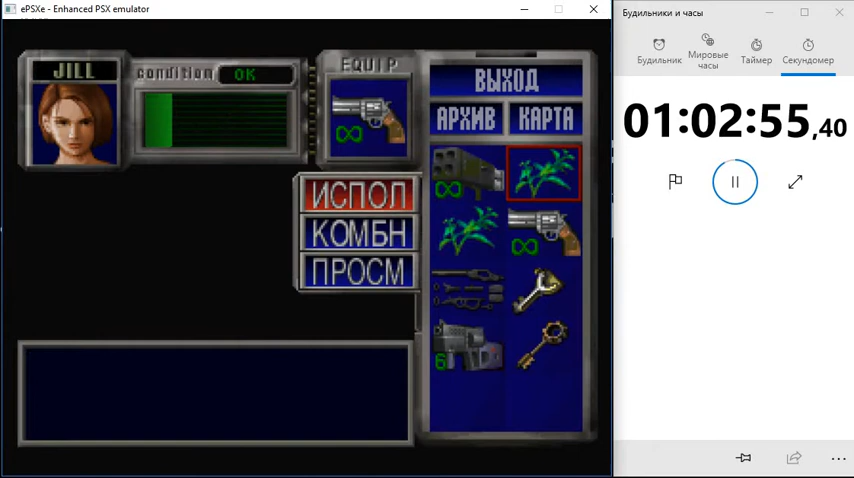 ePSXe - Enhanced PSX emulator
JILL
condition
OK
EQUIP
∞
ВЫХОД
АРХИВ
КАРТА
∞
∞
6
ИСПОЛ
КОМБН
ПРОСМ
Будильники и часы
Будильник
Мировые часы
Таймер
Секундомер
01:02:55,40